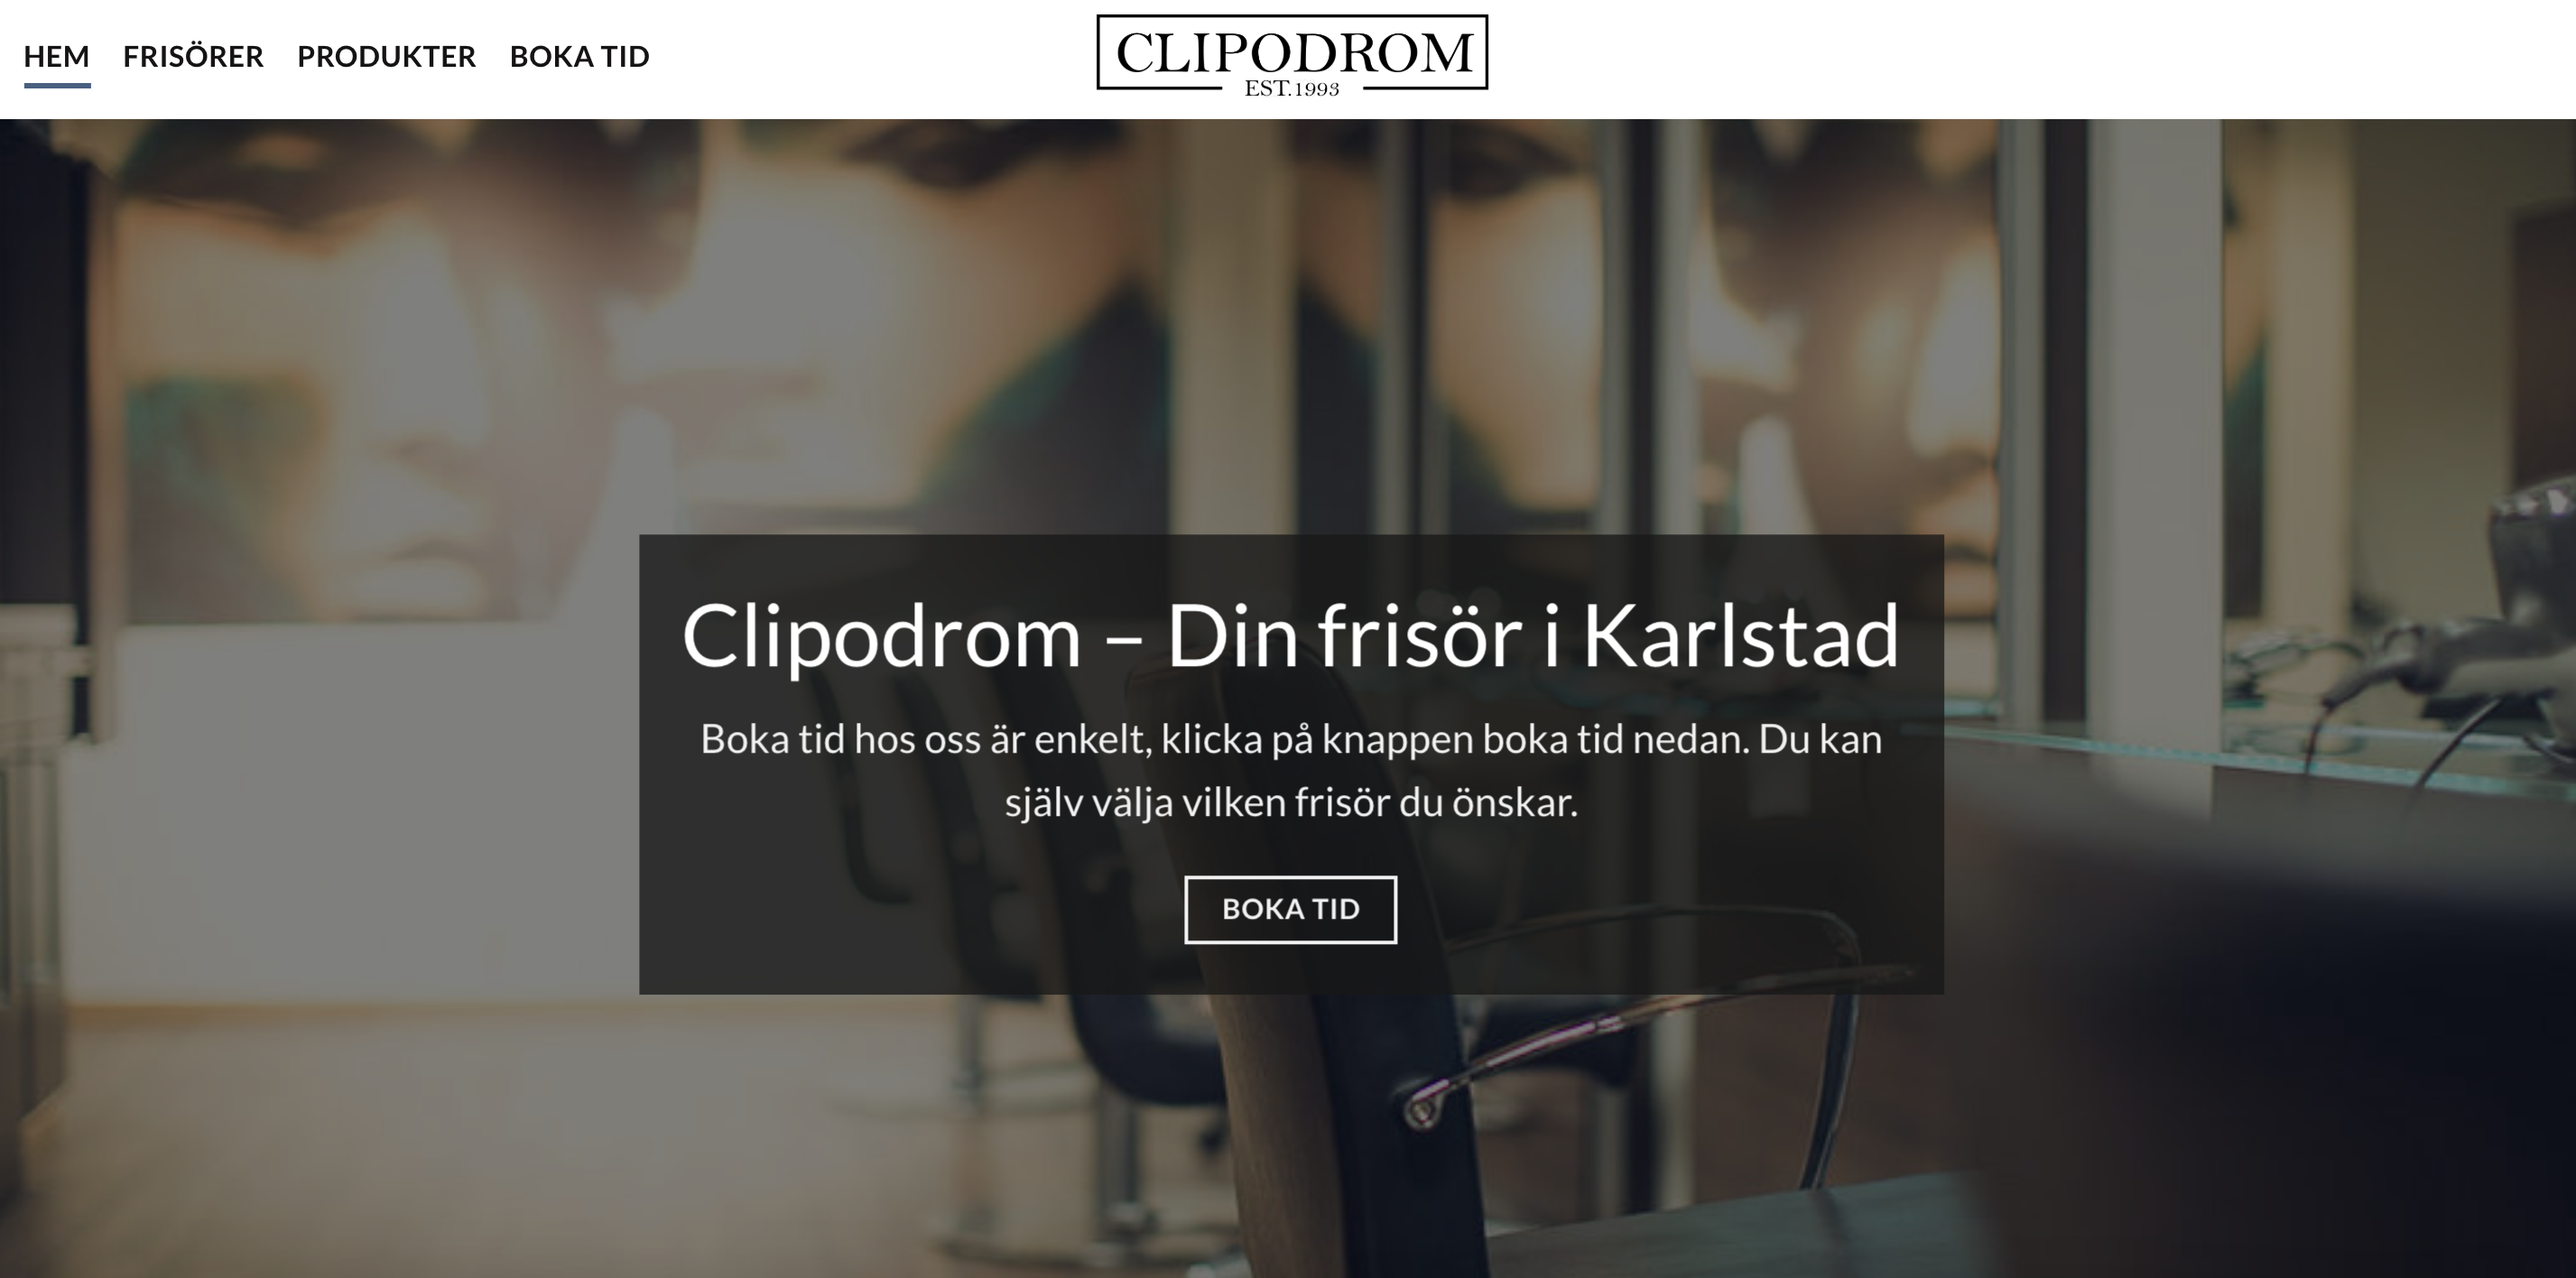 HEM FRISÖRER PRODUKTER BOKA TID
CLIPODROM
EST.1993
Clipodrom – Din frisör i Karlstad
Boka tid hos oss är enkelt, klicka på knappen boka tid nedan. Du kan
själv välja vilken frisör du önskar.
BOKA TID